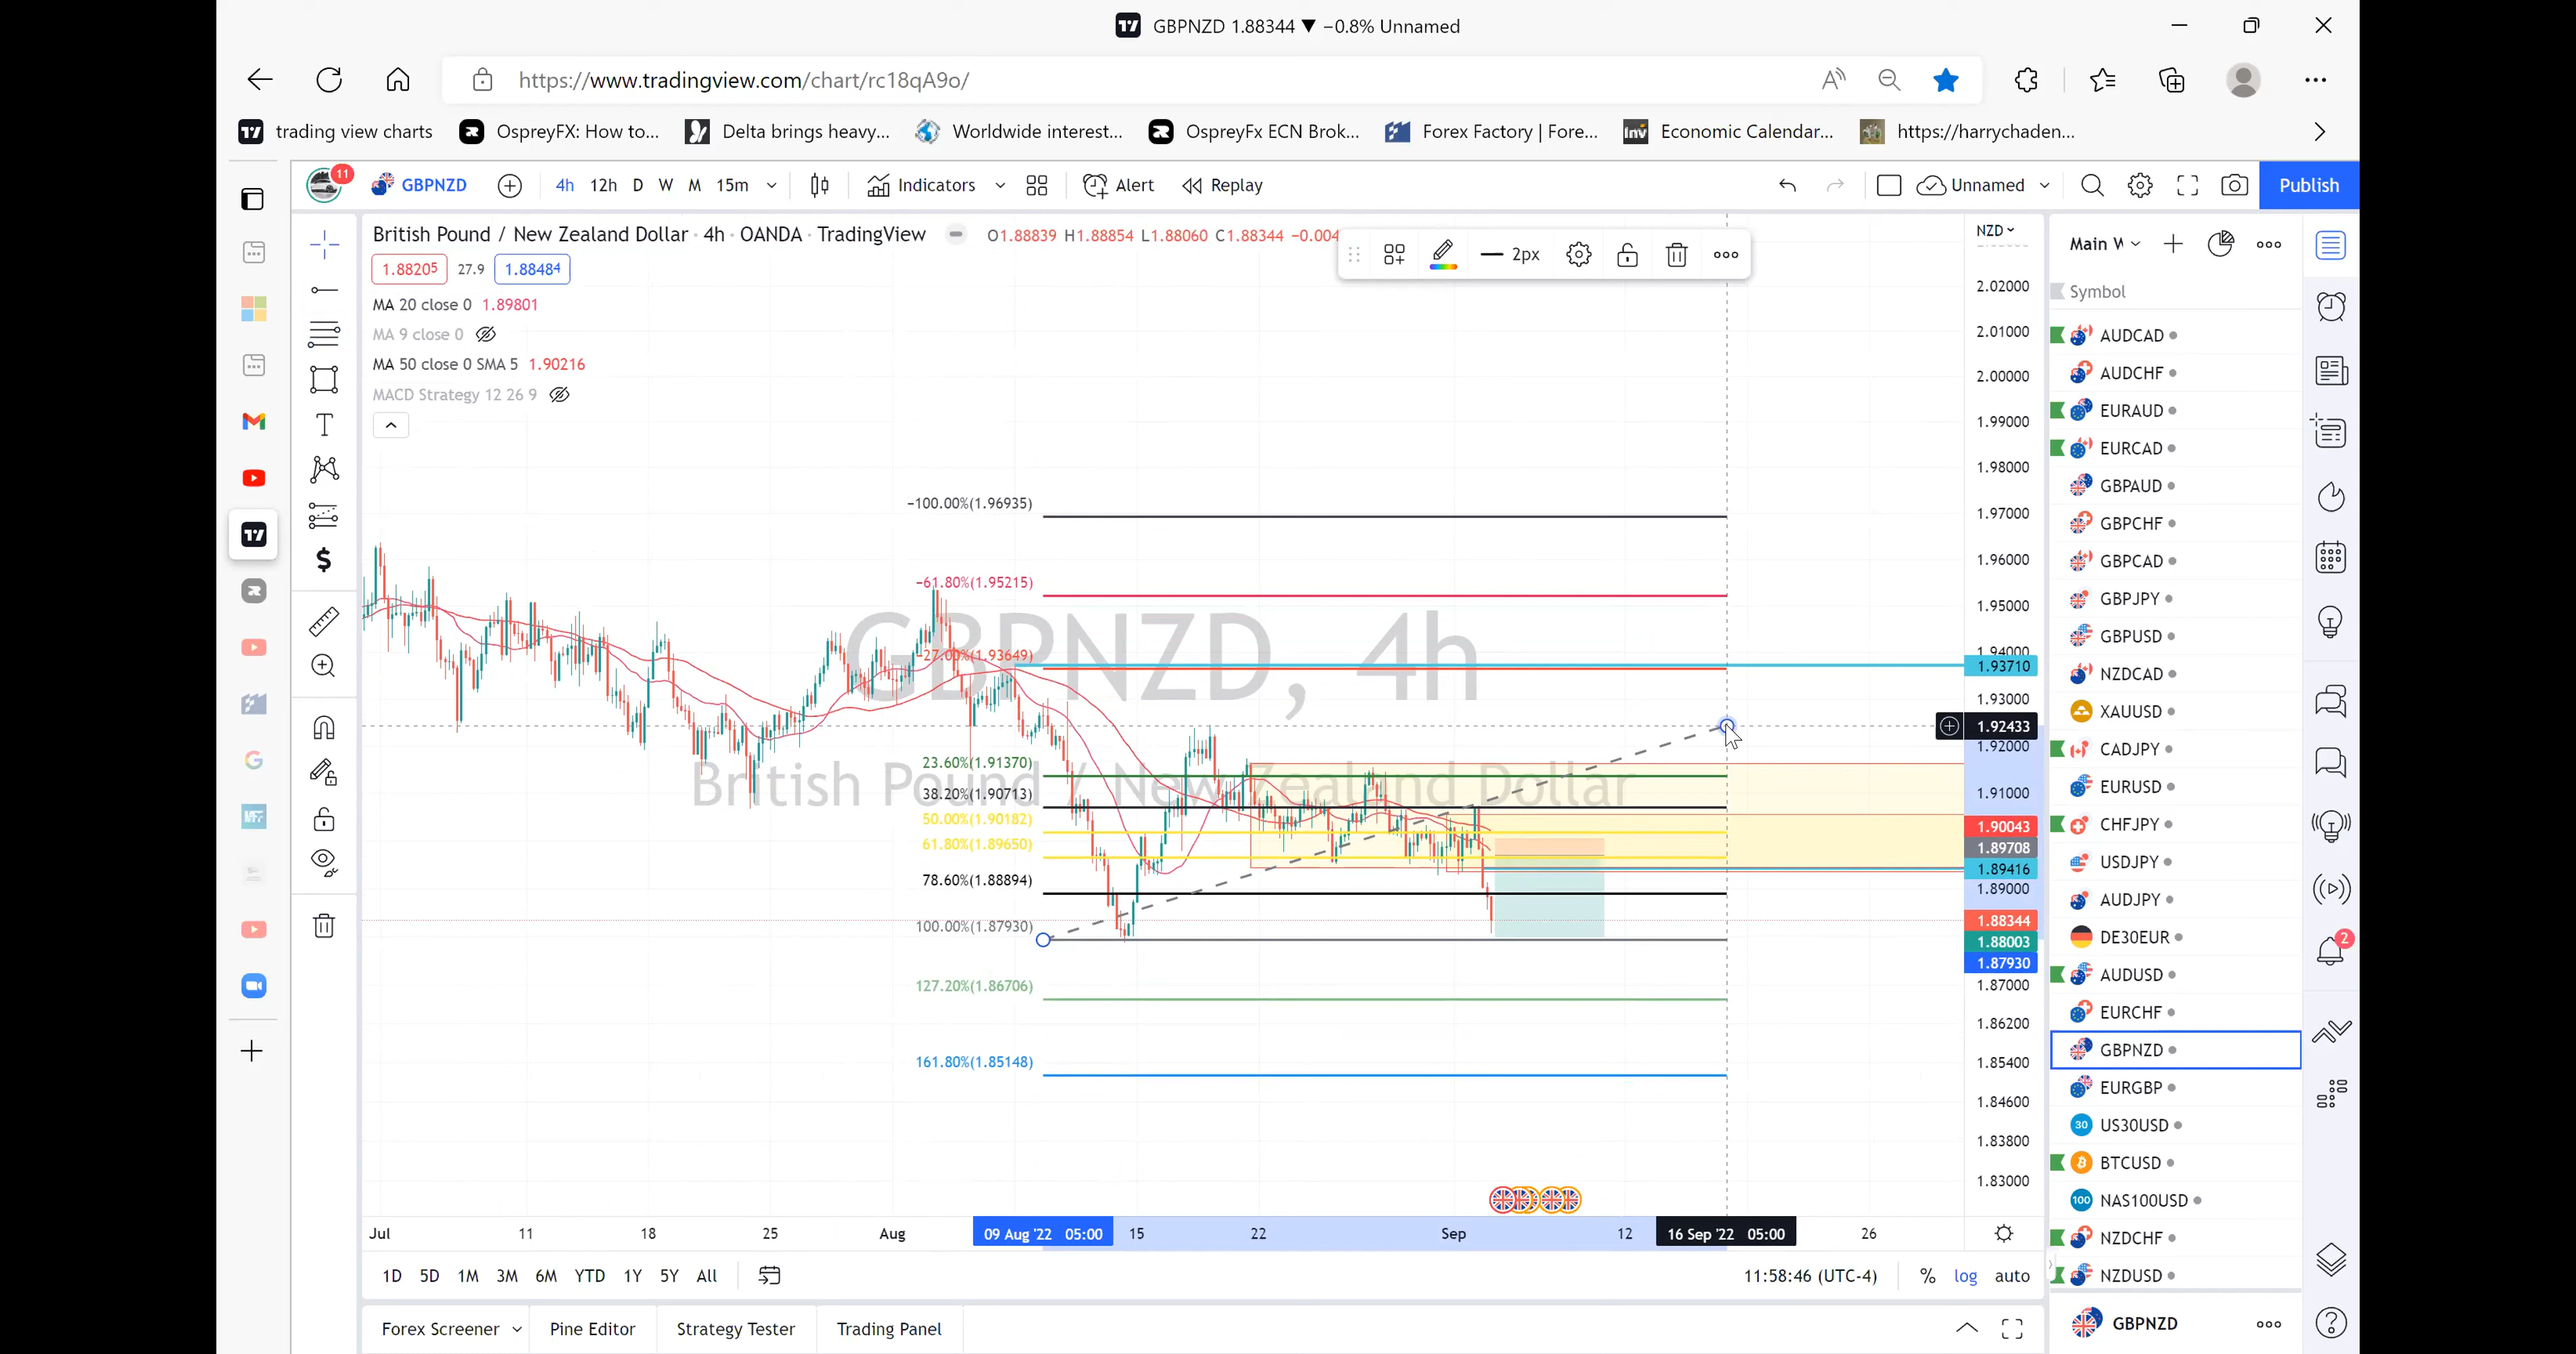 GBPNZD 1.88344 ▼ −0.8% Unnamed
https://www.tradingview.com/chart/rc18qA9o/
trading view charts OspreyFX: How to... Delta brings heavy... Worldwide interest... OspreyFx ECN Brok... Forex Factory | Fore... Economic Calendar... https://harrychaden...
11 GBPNZD 4h 12h D W M 15m Indicators Alert Replay Unnamed Publish
British Pound / New Zealand Dollar · 4h · OANDA · TradingView O1.88839 H1.88854 L1.88060 C1.88344 −0.004
NZD
Main
2px
1.88205 27.9 1.88484
MA 20 close 0 1.89801
MA 9 close 0
MA 50 close 0 SMA 5 1.90216
MACD Strategy 12 26 9
GBPNZD, 4h
British Pound / New Zealand Dollar
−100.00%(1.96935)
−61.80%(1.95215)
−27.00%(1.93649)
23.60%(1.91370)
38.20%(1.90713)
50.00%(1.90182)
61.80%(1.89650)
78.60%(1.88894)
100.00%(1.87930)
127.20%(1.86706)
161.80%(1.85148)
2.02000
2.01000
2.00000
1.99000
1.98000
1.97000
1.96000
1.95000
1.94000
1.93710
1.93000
1.92433
1.92000
1.91000
1.90043
1.89708
1.89416
1.89000
1.88344
1.88003
1.87930
1.87000
1.86200
1.85400
1.84600
1.83800
1.83000
Symbol
AUDCAD
AUDCHF
EURAUD
EURCAD
GBPAUD
GBPCHF
GBPCAD
GBPJPY
GBPUSD
NZDCAD
XAUUSD
CADJPY
EURUSD
CHFJPY
USDJPY
AUDJPY
DE30EUR
AUDUSD
EURCHF
GBPNZD
EURGBP
30 US30USD
BTCUSD
100 NAS100USD
NZDCHF
NZDUSD
2
Jul 11 18 25 Aug 09 Aug '22 05:00 15 22 Sep 12 16 Sep '22 05:00 26
1D 5D 1M 3M 6M YTD 1Y 5Y All 11:58:46 (UTC-4) % log auto
Forex Screener Pine Editor Strategy Tester Trading Panel
GBPNZD